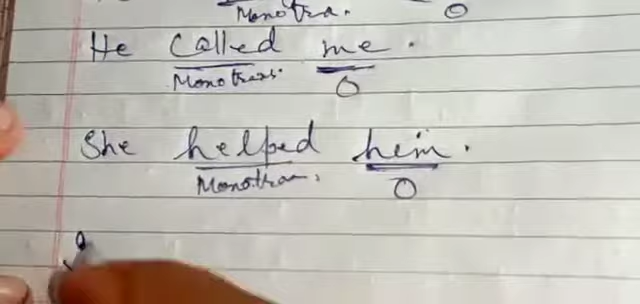 Monotra. O
He called me.
Monotrans. O
She helped him.
Monotran. O